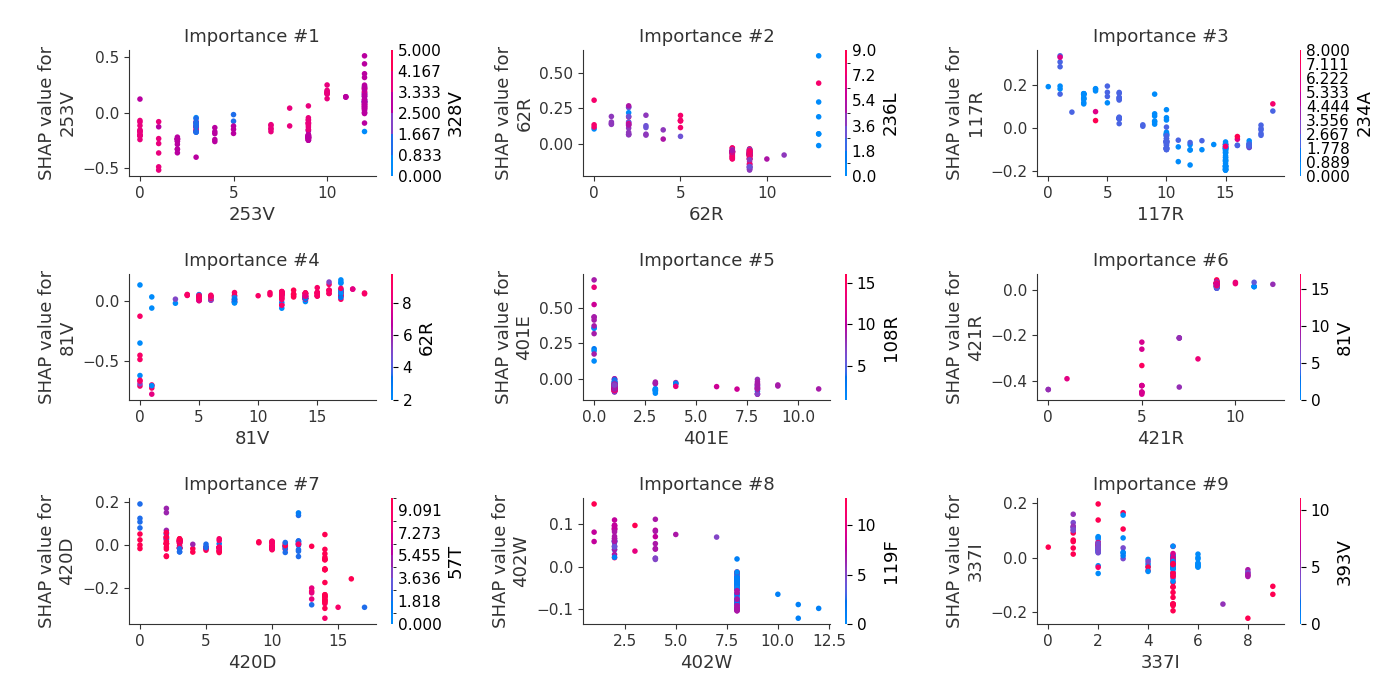 Importance #1
SHAP value for
253V
0.5
0.0
−0.5
0
5
10
253V
5.000
4.167
3.333
2.500
1.667
0.833
0.000
328V
Importance #2
SHAP value for
62R
0.50
0.25
0.00
0
5
10
62R
9.0
7.2
5.4
3.6
1.8
0.0
236L
Importance #3
SHAP value for
117R
0.2
0.0
−0.2
0
5
10
15
117R
8.000
7.111
6.222
5.333
4.444
3.556
2.667
1.778
0.889
0.000
234A
Importance #4
SHAP value for
81V
0.0
−0.5
0
5
10
15
81V
8
6
4
2
62R
Importance #5
SHAP value for
401E
0.75
0.50
0.25
0.00
0.0
2.5
5.0
7.5
10.0
401E
15
10
5
108R
Importance #6
SHAP value for
421R
0.0
−0.2
−0.4
0
5
10
421R
15
10
5
0
81V
Importance #7
SHAP value for
420D
0.2
0.0
−0.2
0
5
10
15
420D
9.091
7.273
5.455
3.636
1.818
0.000
57T
Importance #8
SHAP value for
402W
0.1
0.0
−0.1
2.5
5.0
7.5
10.0
12.5
402W
10
5
0
119F
Importance #9
SHAP value for
337I
0.2
0.0
−0.2
0
2
4
6
8
337I
10
5
0
393V